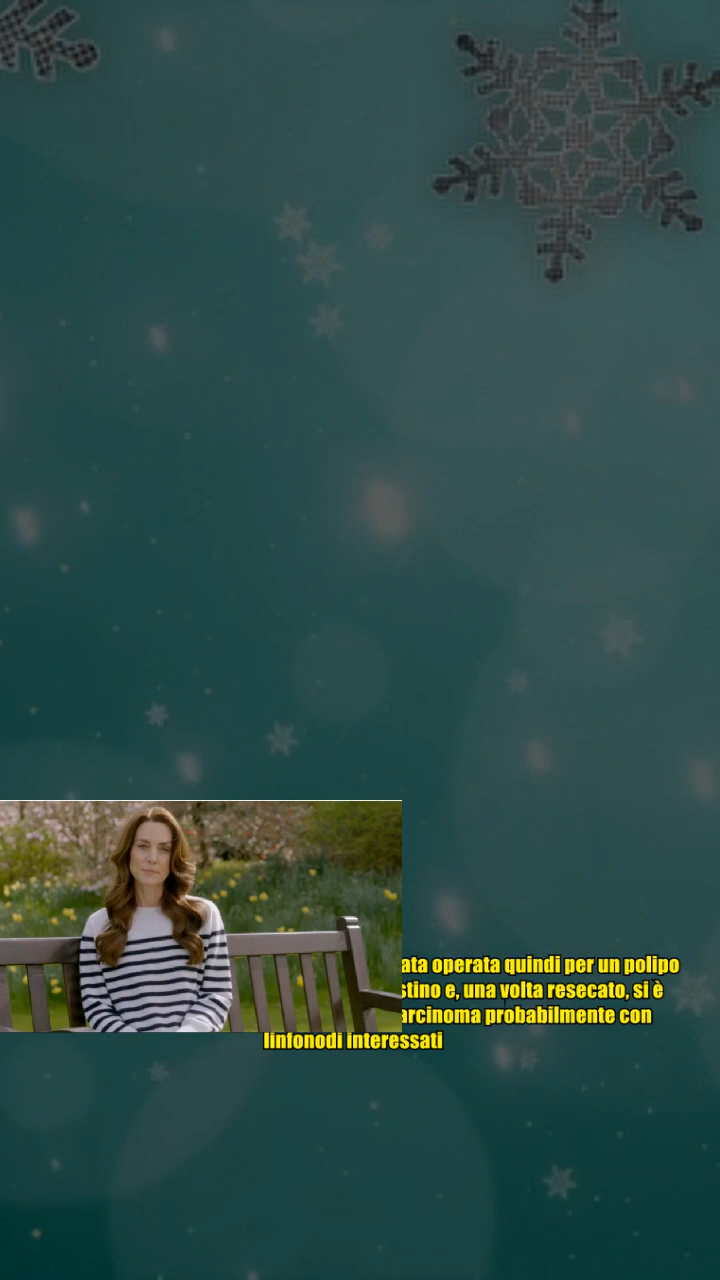 ata operata quindi per un polipo
stino e, una volta resecato, si è
arcinoma probabilmente con
linfonodi interessati